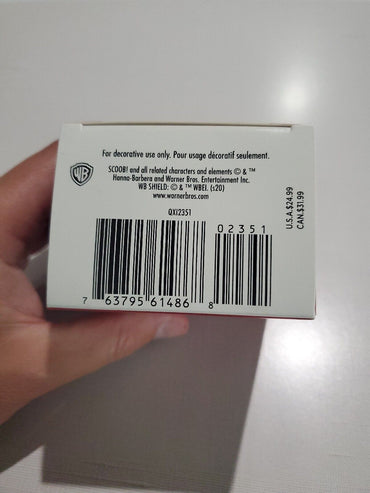 For decorative use only. Pour usage décoratif seulement.
WB
SCOOB! and all related characters and elements © & ™
Hanna-Barbera and Warner Bros. Entertainment Inc.
WB SHIELD: © & ™ WBEI. (s20)
www.warnerbros.com
QXI2351
02351
7 63795 61486 8
U.S.A.$24.99
CAN.$31.99